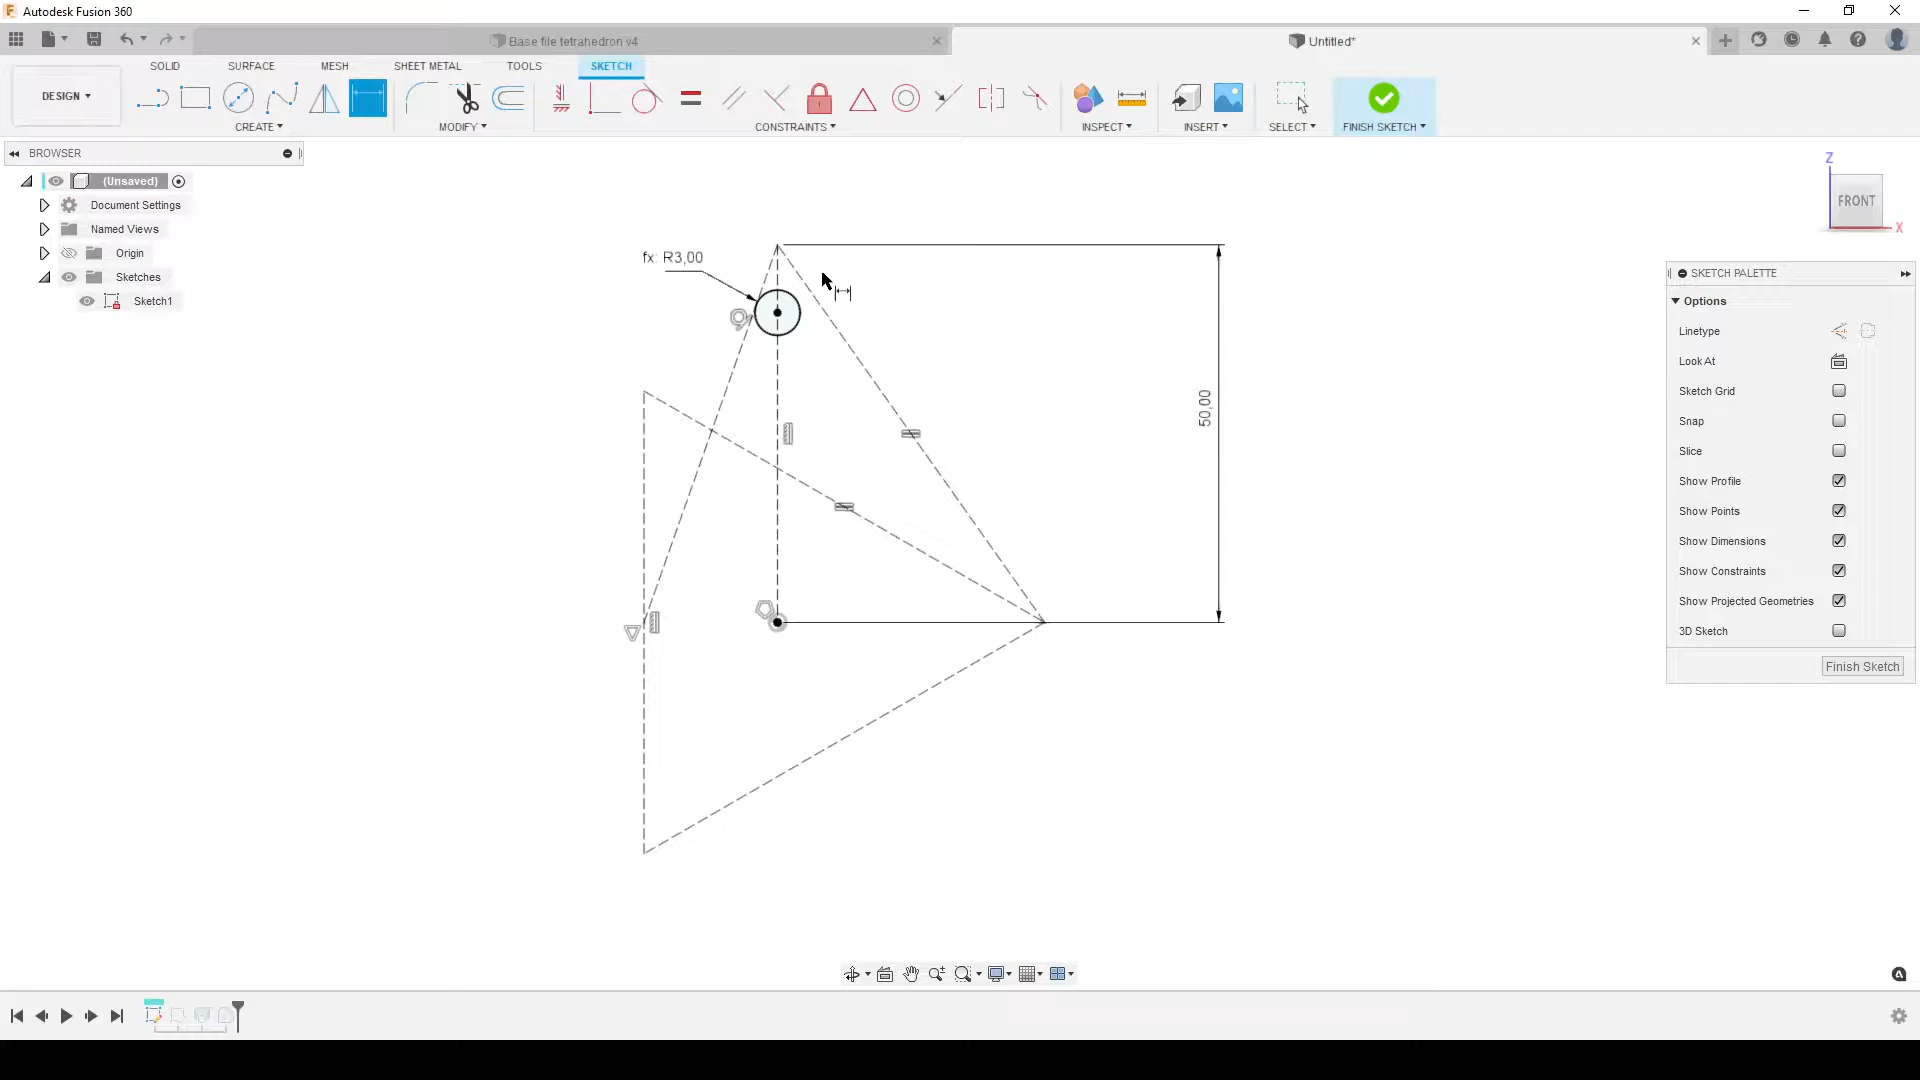 Autodesk Fusion 360
Base file tetrahedron v4
Untitled*
DESIGN
SOLID
SURFACE
MESH
SHEET METAL
TOOLS
SKETCH
CREATE
MODIFY
CONSTRAINTS
INSPECT
INSERT
SELECT
FINISH SKETCH
BROWSER
(Unsaved)
Document Settings
Named Views
Origin
Sketches
Sketch1
fx: R3,00
50,00
Z
FRONT
X
SKETCH PALETTE
Options
Linetype
Look At
Sketch Grid
Snap
Slice
Show Profile
Show Points
Show Dimensions
Show Constraints
Show Projected Geometries
3D Sketch
Finish Sketch